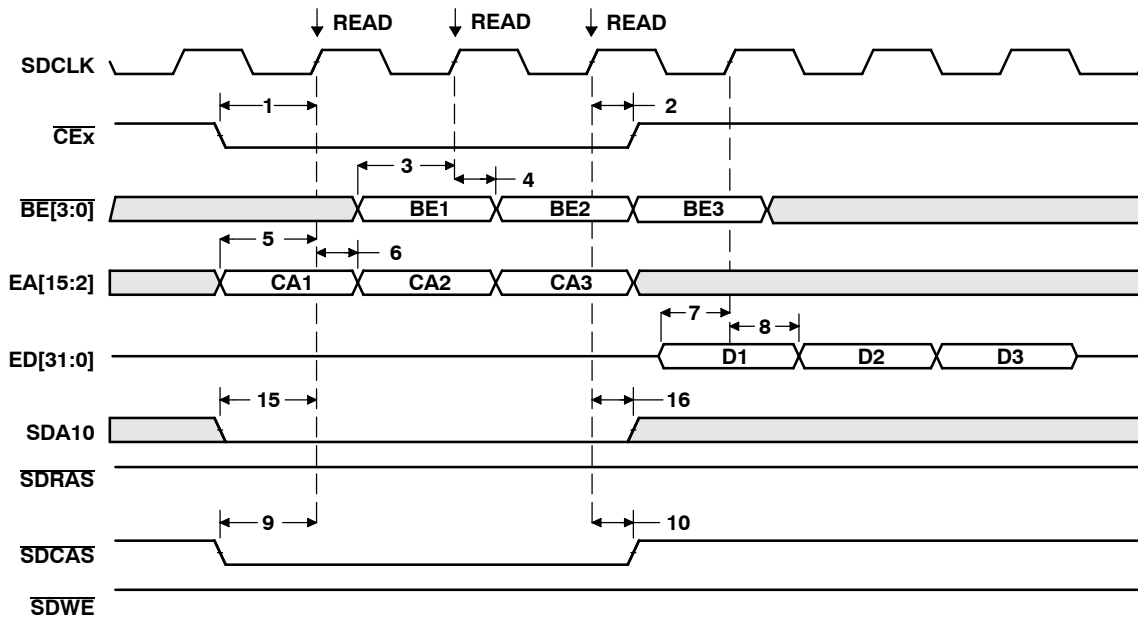 READ READ READ
SDCLK
1 2
CEx
3 4
BE[3:0] BE1 BE2 BE3
5 6
EA[15:2] CA1 CA2 CA3
7 8
ED[31:0] D1 D2 D3
15 16
SDA10
SDRAS
9 10
SDCAS
SDWE